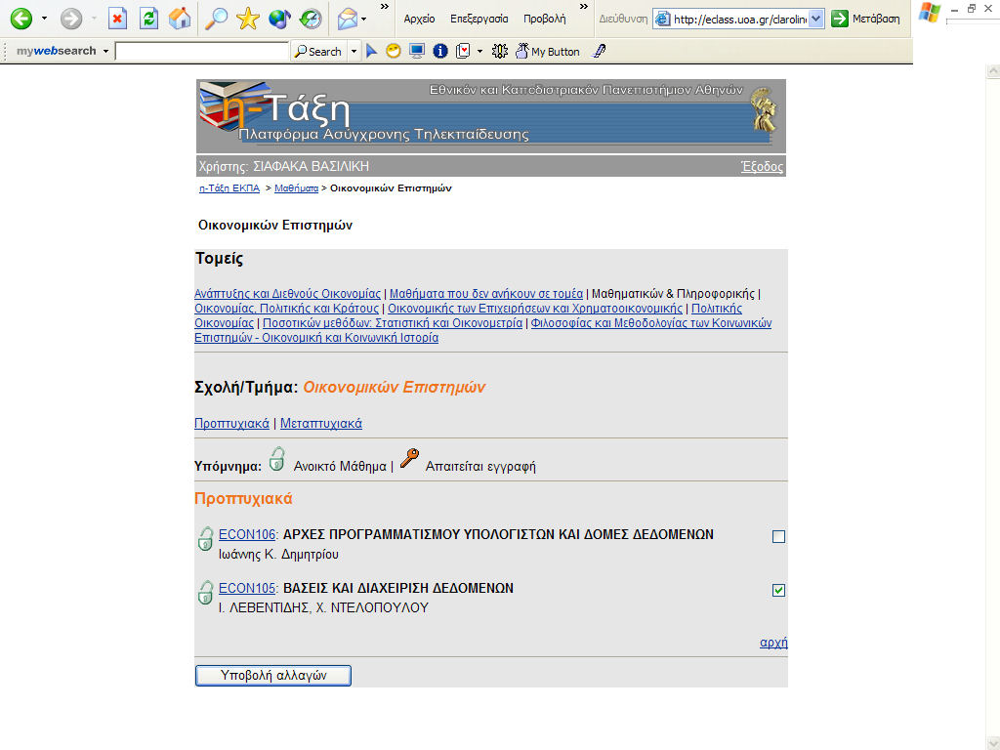 » Αρχείο Επεξεργασία Προβολή » Διεύθυνση http://eclass.uoa.gr/claroline Μετάβαση
mywebsearch Search My Button
Εθνικόν και Καποδιστριακόν Πανεπιστήμιον Αθηνών
η-Τάξη
Πλατφόρμα Ασύγχρονης Τηλεκπαίδευσης
Χρήστης: ΣΙΑΦΑΚΑ ΒΑΣΙΛΙΚΗ Έξοδος
η-Τάξη ΕΚΠΑ > Μαθήματα > Οικονομικών Επιστημών
Οικονομικών Επιστημών
Τομείς
Ανάπτυξης και Διεθνούς Οικονομίας | Μαθήματα που δεν ανήκουν σε τομέα | Μαθηματικών & Πληροφορικής |
Οικονομίας, Πολιτικής και Κράτους | Οικονομικής των Επιχειρήσεων και Χρηματοοικονομικής | Πολιτικής
Οικονομίας | Ποσοτικών μεθόδων: Στατιστική και Οικονομετρία | Φιλοσοφίας και Μεθοδολογίας των Κοινωνικών
Επιστημών - Οικονομική και Κοινωνική Ιστορία
Σχολή/Τμήμα: Οικονομικών Επιστημών
Προπτυχιακά | Μεταπτυχιακά
Υπόμνημα: Ανοικτό Μάθημα | Απαιτείται εγγραφή
Προπτυχιακά
ECON106: ΑΡΧΕΣ ΠΡΟΓΡΑΜΜΑΤΙΣΜΟΥ ΥΠΟΛΟΓΙΣΤΩΝ ΚΑΙ ΔΟΜΕΣ ΔΕΔΟΜΕΝΩΝ
Ιωάννης Κ. Δημητρίου
ECON105: ΒΑΣΕΙΣ ΚΑΙ ΔΙΑΧΕΙΡΙΣΗ ΔΕΔΟΜΕΝΩΝ
Ι. ΛΕΒΕΝΤΙΔΗΣ, Χ. ΝΤΕΛΟΠΟΥΛΟΥ
αρχή
Υποβολή αλλαγών